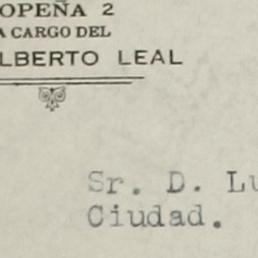 OPEÑA 2
A CARGO DEL
LBERTO LEAL
Sr. D. Lu
Ciudad.